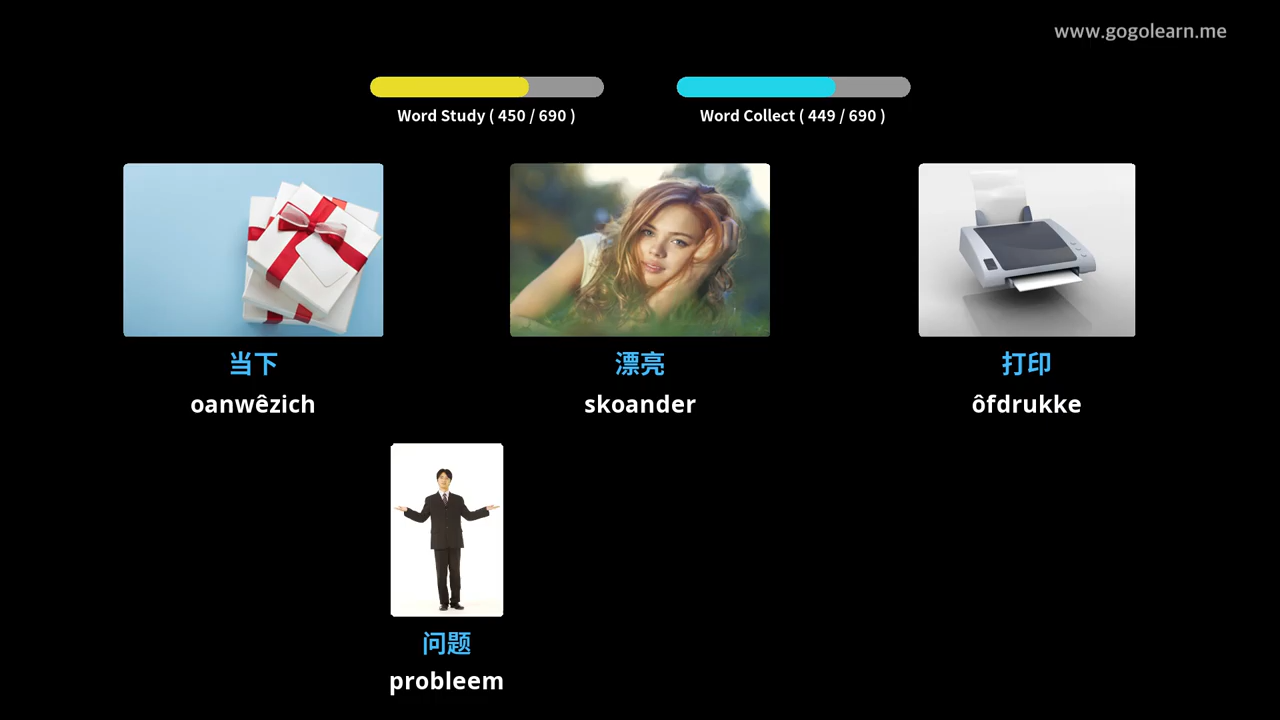 www.gogolearn.me
Word Study ( 450 / 690 )
Word Collect ( 449 / 690 )
当下
漂亮
打印
oanwêzich
skoander
ôfdrukke
问题
probleem